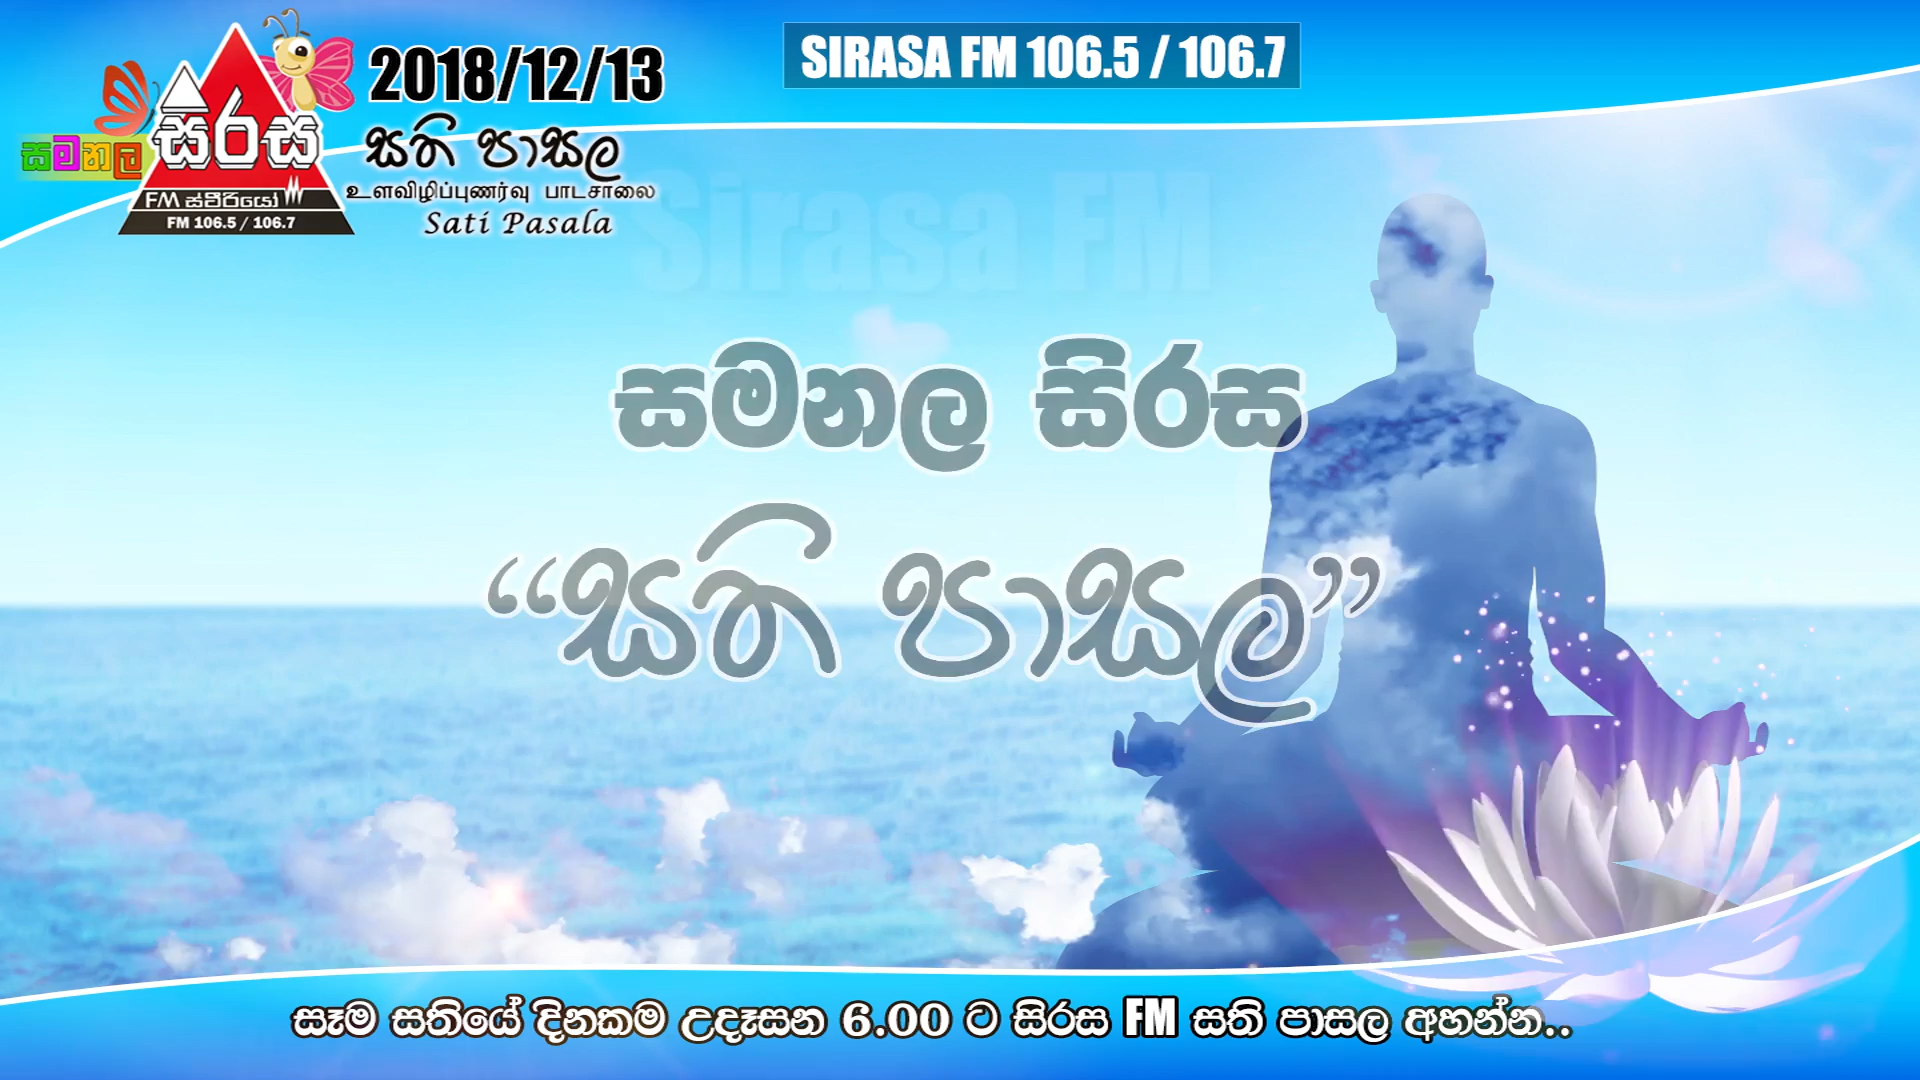 SIRASA FM 106.5 / 106.7
2018/12/13
සමනල
සිරස
FM ස්ටීරියෝ
FM 106.5 / 106.7
සති පාසල
உளவிழிப்புணர்வு பாடசாலை
Sati Pasala
Sirasa FM
සමනල සිරස
“සති පාසල”
සෑම සතියේ දිනකම උදෑසන 6.00 ට සිරස FM සති පාසල අහන්න..